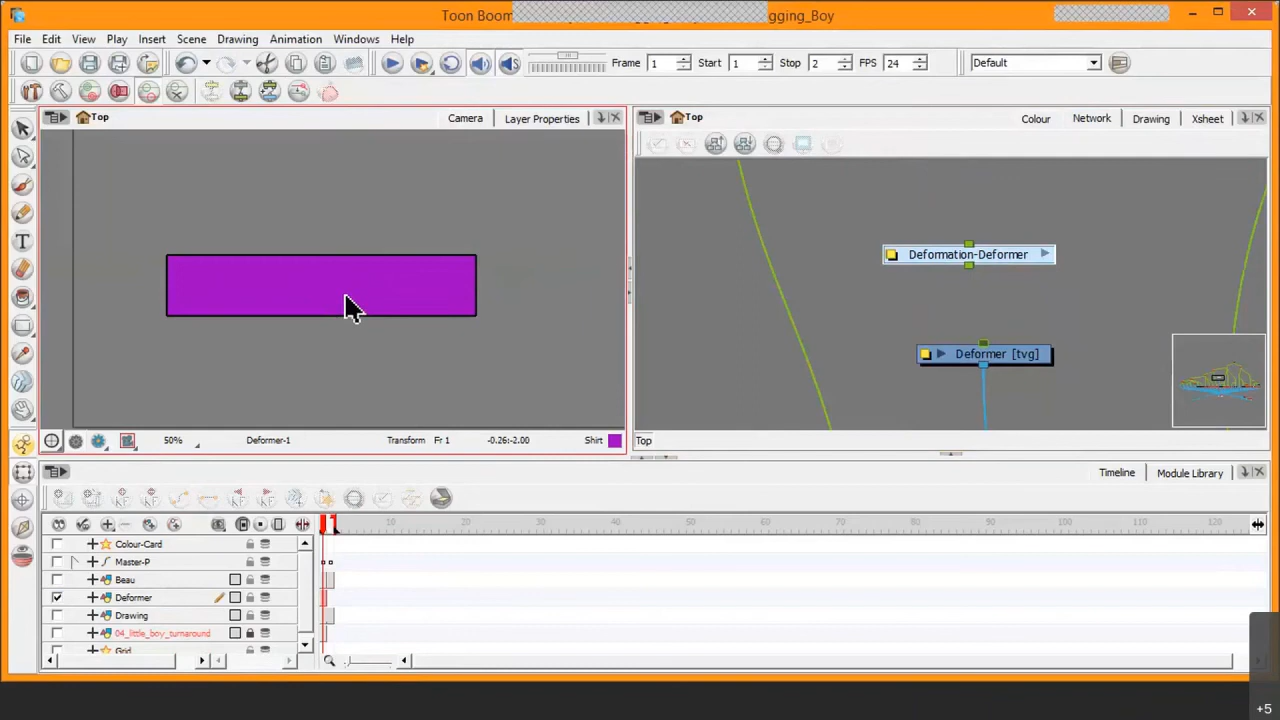 Toon Boom gging_Boy
File Edit View Play Insert Scene Drawing Animation Windows Help
Frame 1 Start 1 Stop 2 FPS 24 Default
Top Camera Layer Properties
Top Colour Network Drawing Xsheet
Deformation-Deformer
Deformer [tvg]
50% Deformer-1 Transform Fr 1 -0.26:-2.00 Shirt
Top
Timeline Module Library
1 10 20 30 40 50 60 70 80 90 100 110 120
Colour-Card
Master-P
Beau
Deformer
Drawing
04_little_boy_turnaround
Grid
+5